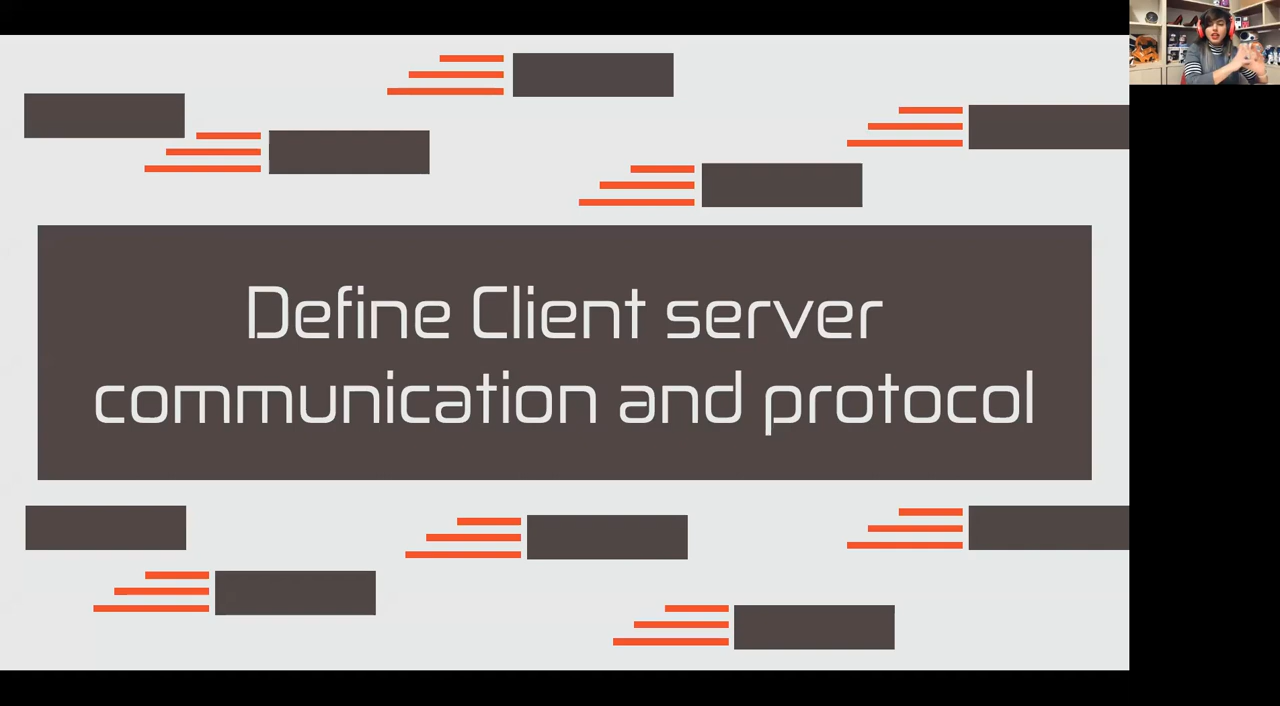 Define Client server
communication and protocol